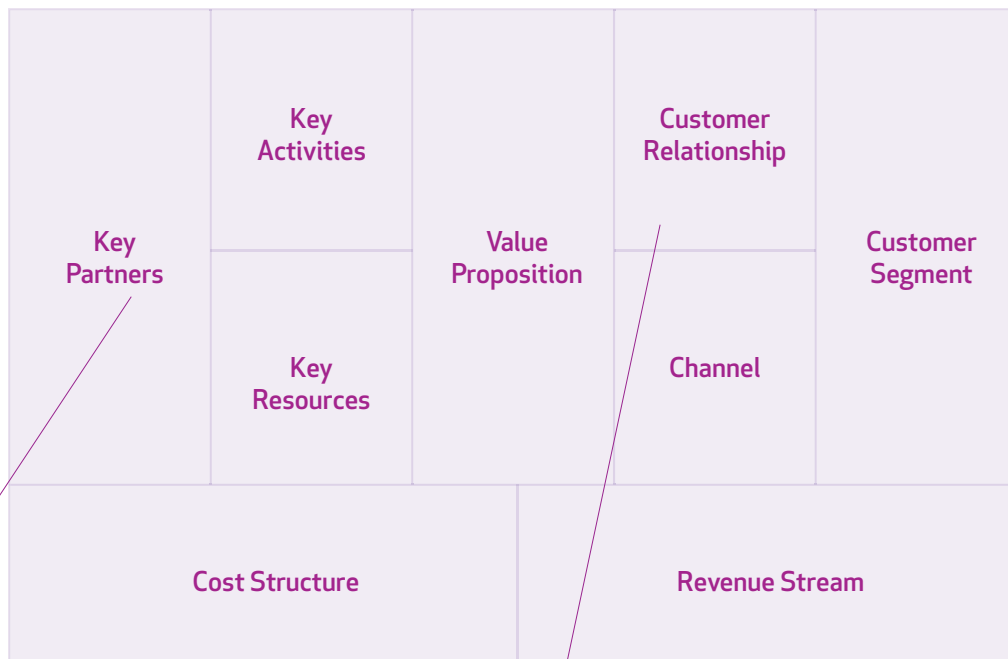 Key
Partners
Key
Activities
Key
Resources
Value
Proposition
Customer
Relationship
Channel
Customer
Segment
Cost Structure
Revenue Stream